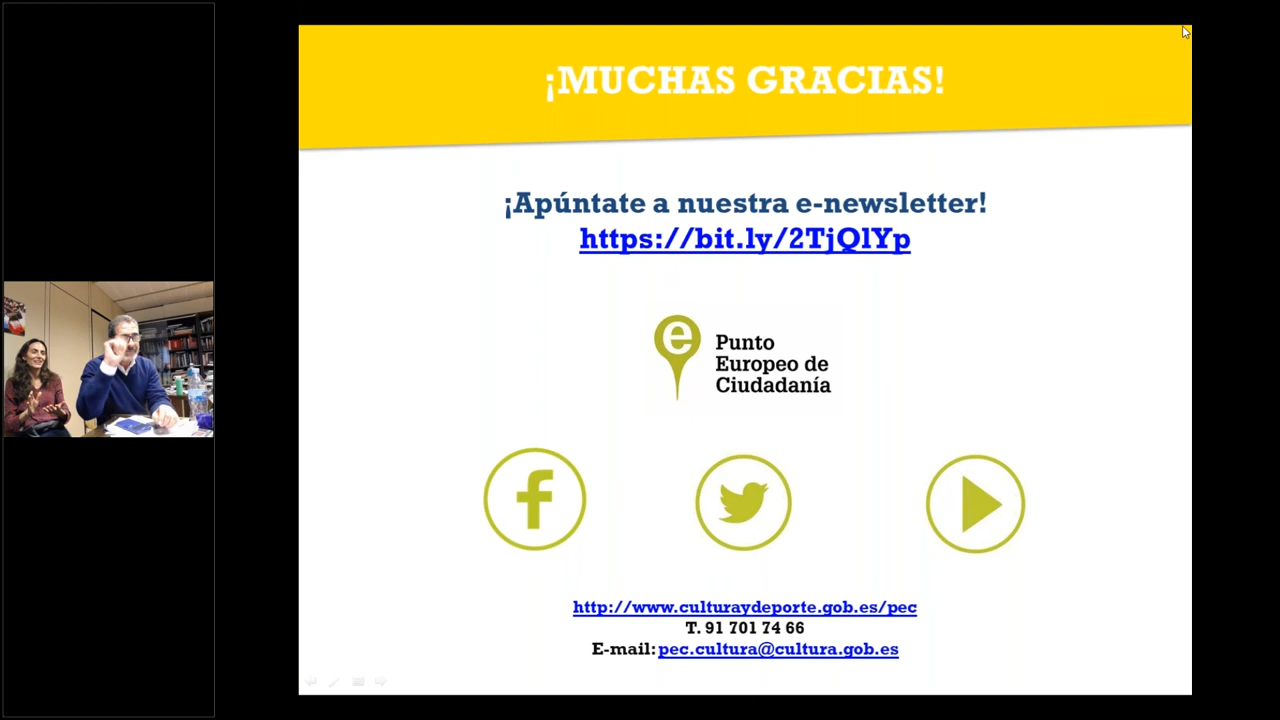 ¡MUCHAS GRACIAS!
¡Apúntate a nuestra e-newsletter!
https://bit.ly/2TjQlYp
e
Punto
Europeo de
Ciudadanía
http://www.culturaydeporte.gob.es/pec
T. 91 701 74 66
E-mail: pec.cultura@cultura.gob.es